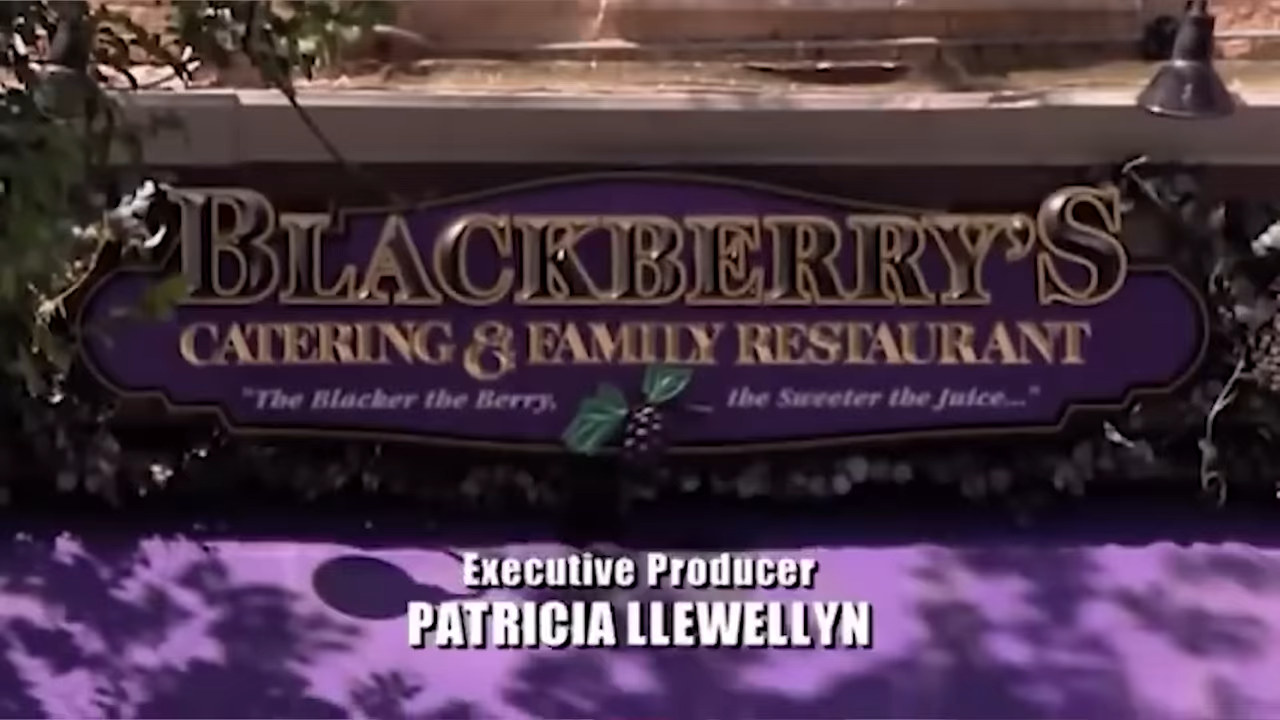 BLACKBERRY'S
CATERING & FAMILY RESTAURANT
"The Blacker the Berry, the Sweeter the Juice..."
Executive Producer
PATRICIA LLEWELLYN